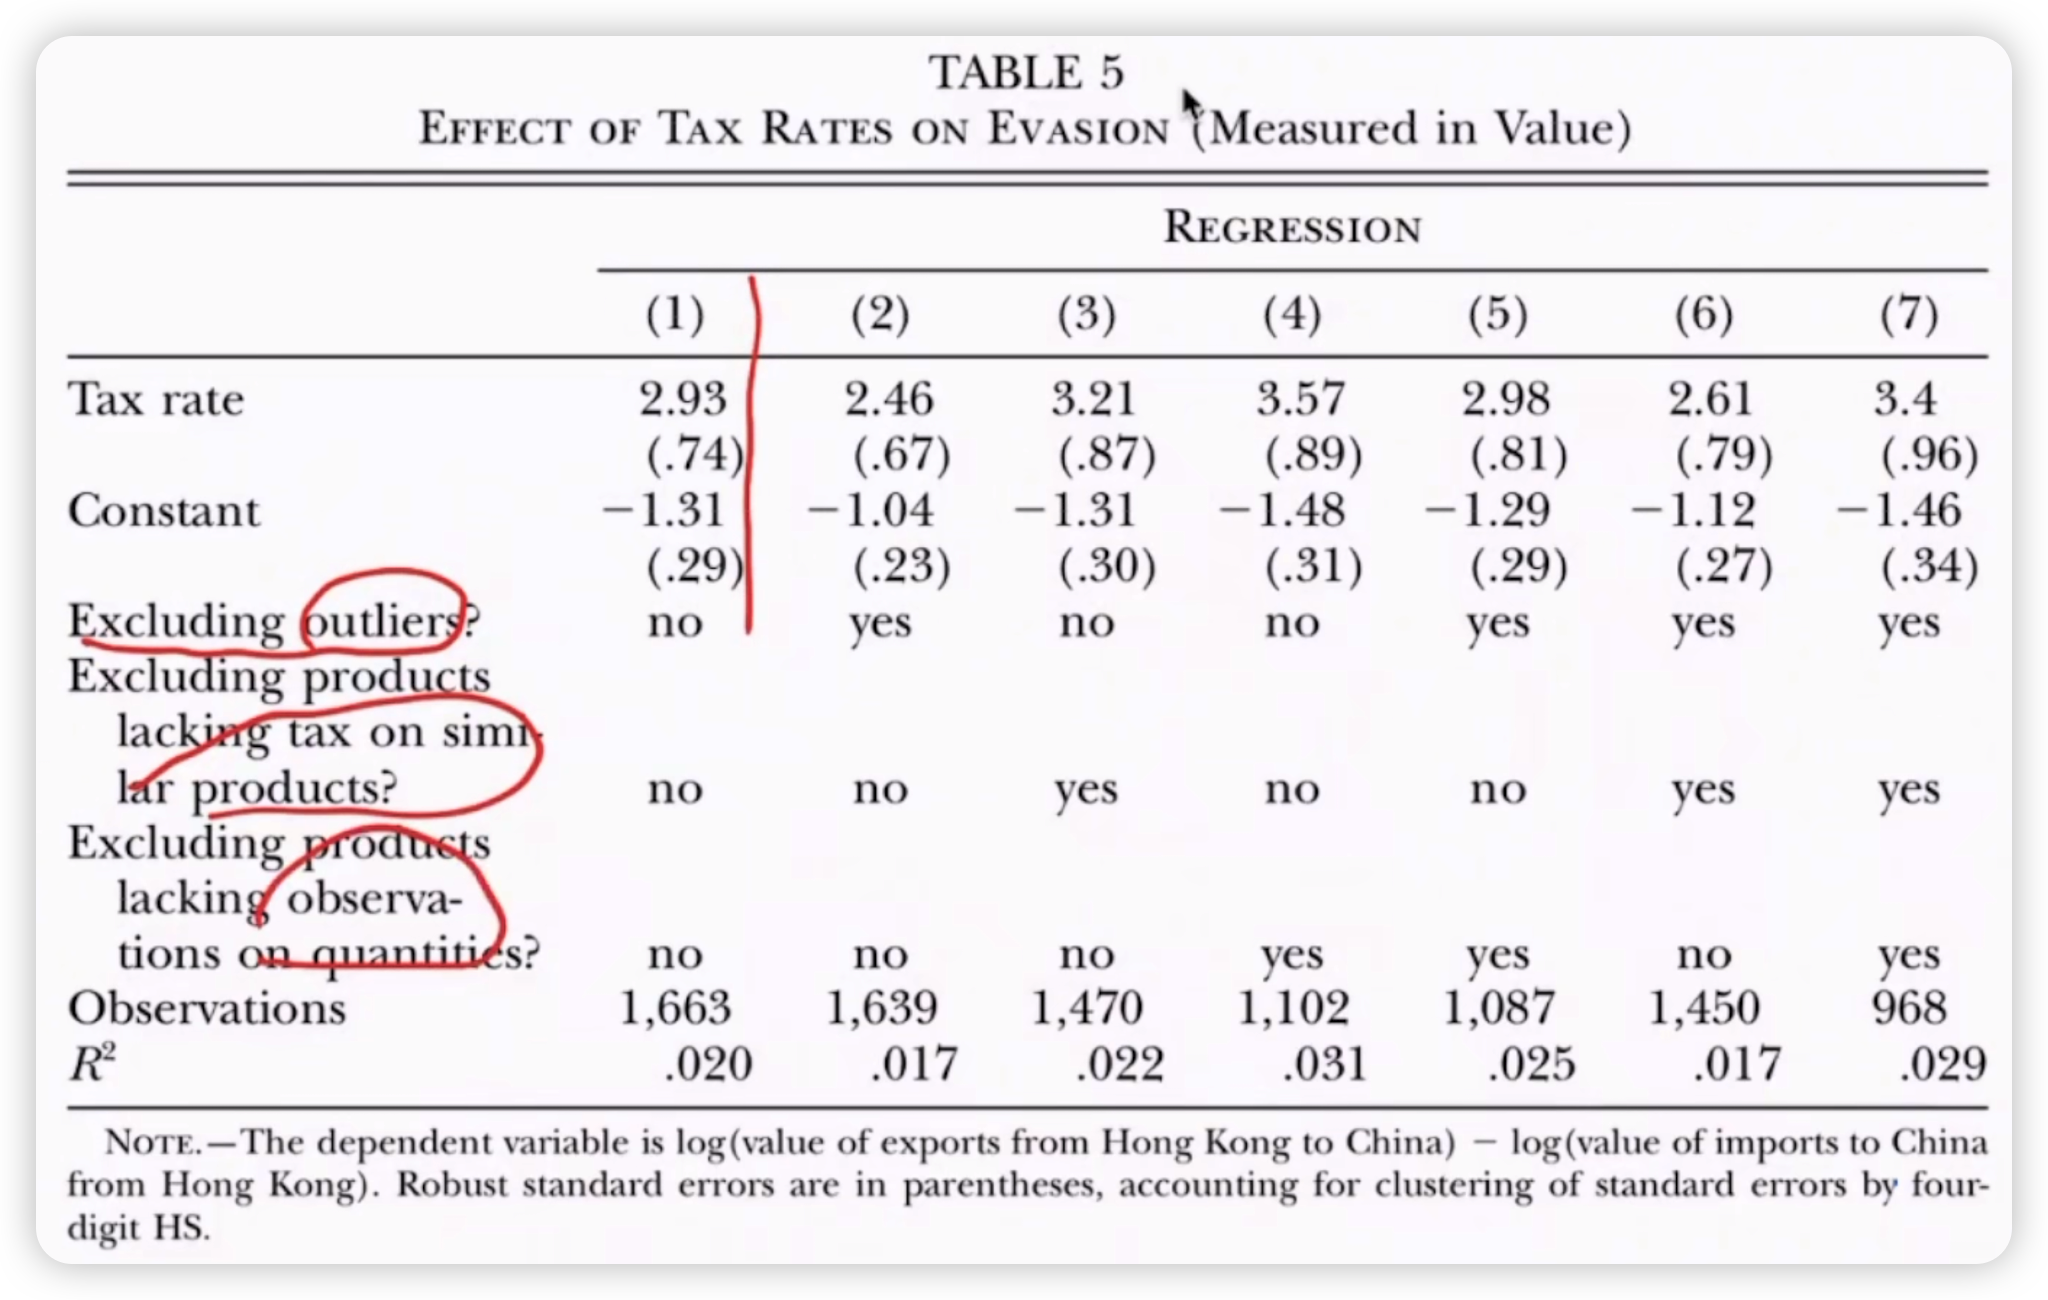 TABLE 5
EFFECT OF TAX RATES ON EVASION (Measured in Value)
REGRESSION
(1) (2) (3) (4) (5) (6) (7)
Tax rate 2.93 2.46 3.21 3.57 2.98 2.61 3.4
(.74) (.67) (.87) (.89) (.81) (.79) (.96)
Constant −1.31 −1.04 −1.31 −1.48 −1.29 −1.12 −1.46
(.29) (.23) (.30) (.31) (.29) (.27) (.34)
Excluding outliers? no yes no no yes yes yes
Excluding products
lacking tax on simi-
lar products? no no yes no no yes yes
Excluding products
lacking observa-
tions on quantities? no no no yes yes no yes
Observations 1,663 1,639 1,470 1,102 1,087 1,450 968
R² .020 .017 .022 .031 .025 .017 .029
NOTE.—The dependent variable is log(value of exports from Hong Kong to China) − log(value of imports to China
from Hong Kong). Robust standard errors are in parentheses, accounting for clustering of standard errors by four-
digit HS.